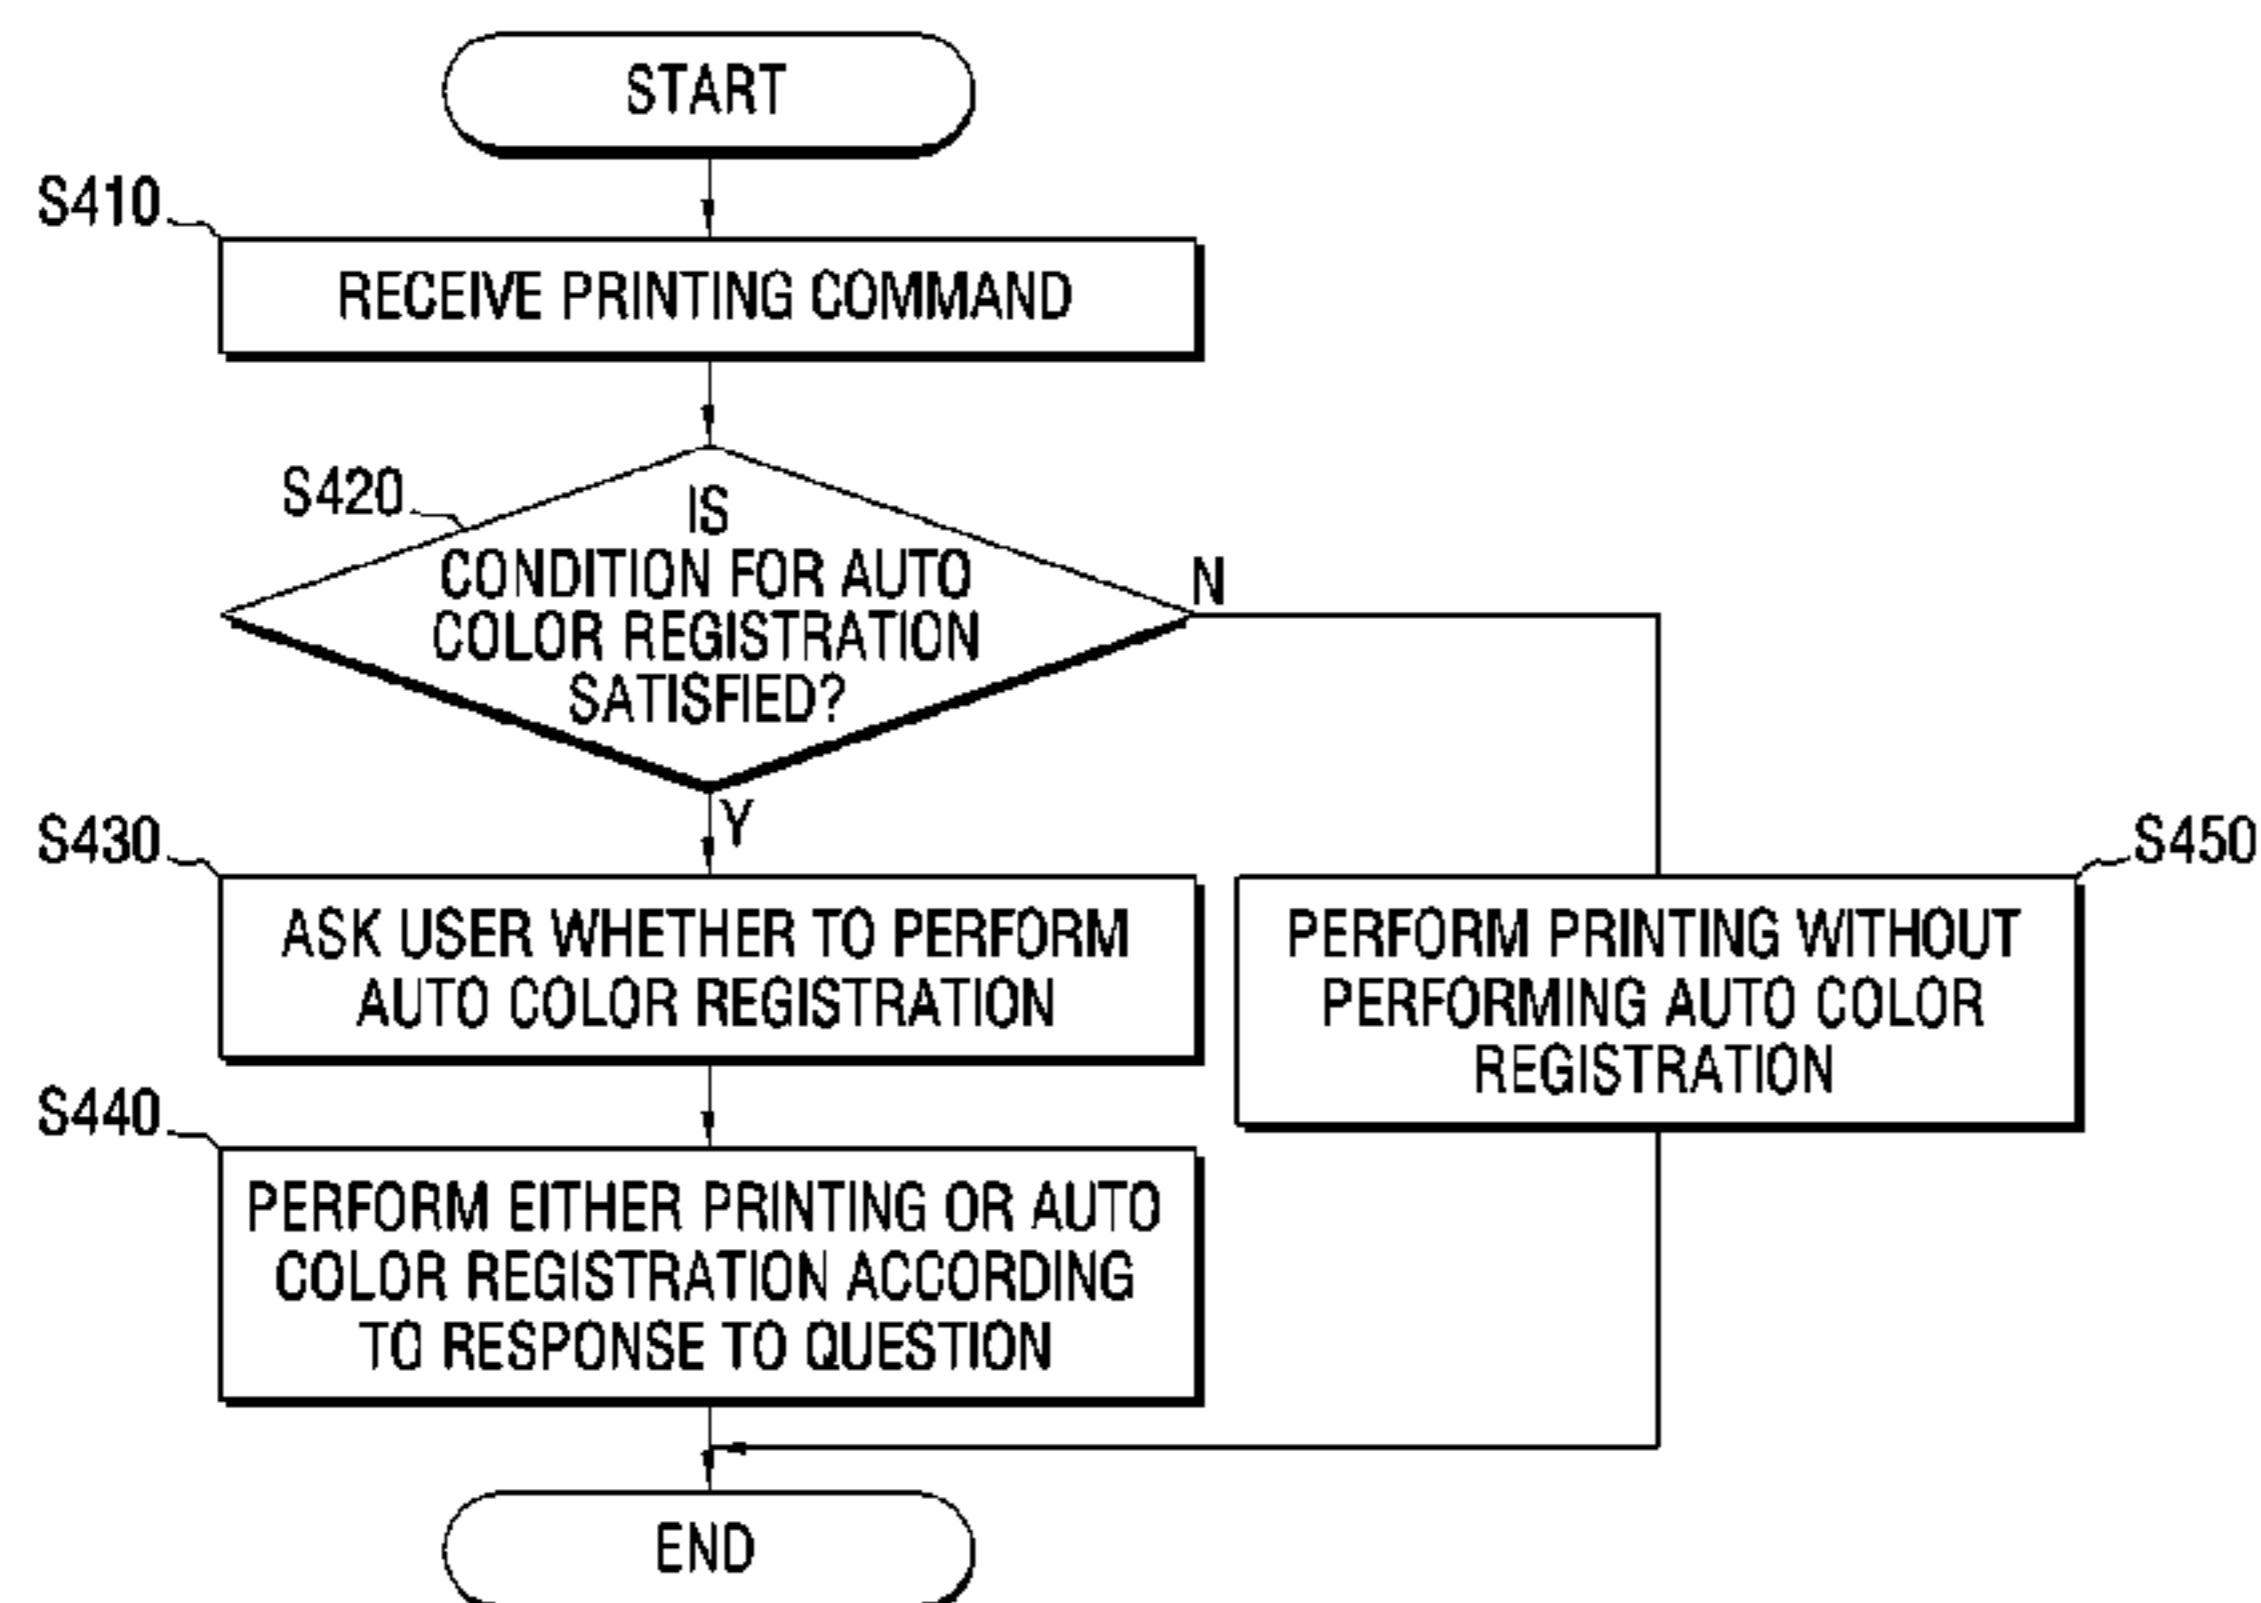 START
S410
RECEIVE PRINTING COMMAND
S420
IS
CONDITION FOR AUTO
COLOR REGISTRATION
SATISFIED?
N
Y
S430
ASK USER WHETHER TO PERFORM
AUTO COLOR REGISTRATION
S450
PERFORM PRINTING WITHOUT
PERFORMING AUTO COLOR
REGISTRATION
S440
PERFORM EITHER PRINTING OR AUTO
COLOR REGISTRATION ACCORDING
TO RESPONSE TO QUESTION
END